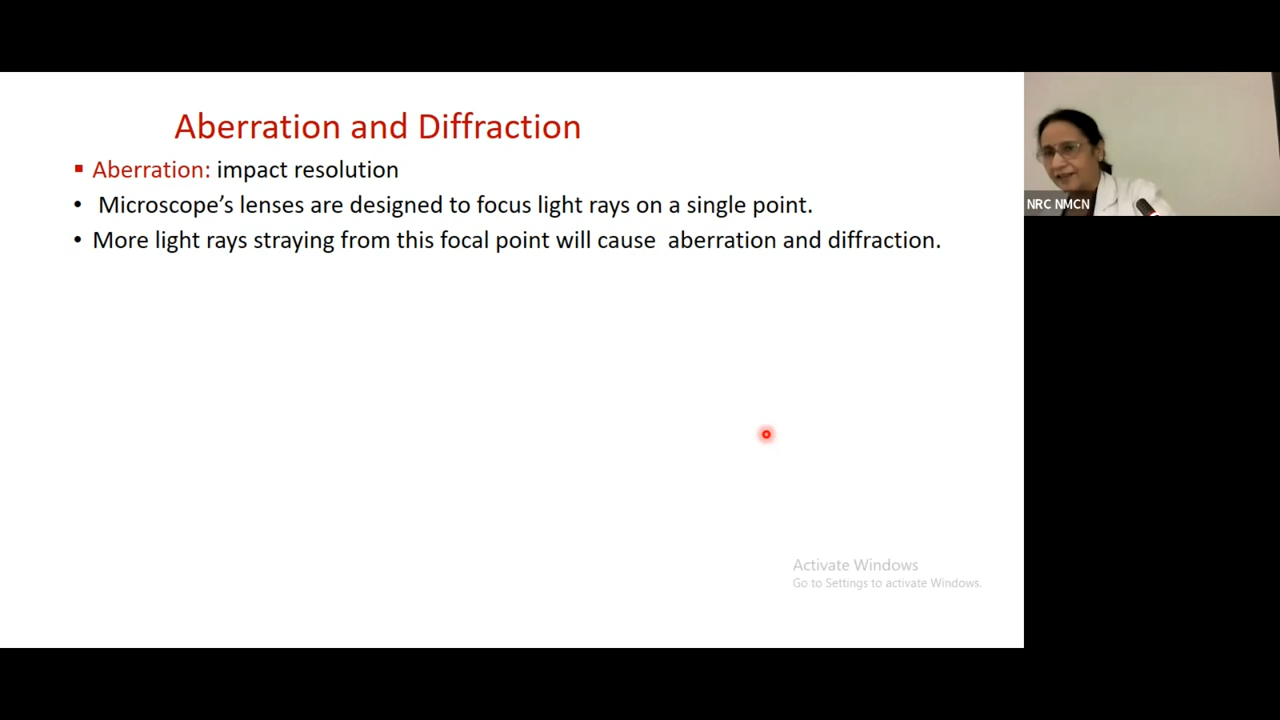 Aberration and Diffraction
Aberration: impact resolution
Microscope’s lenses are designed to focus light rays on a single point.
More light rays straying from this focal point will cause aberration and diffraction.
NRC NMCN
Activate Windows
Go to Settings to activate Windows.